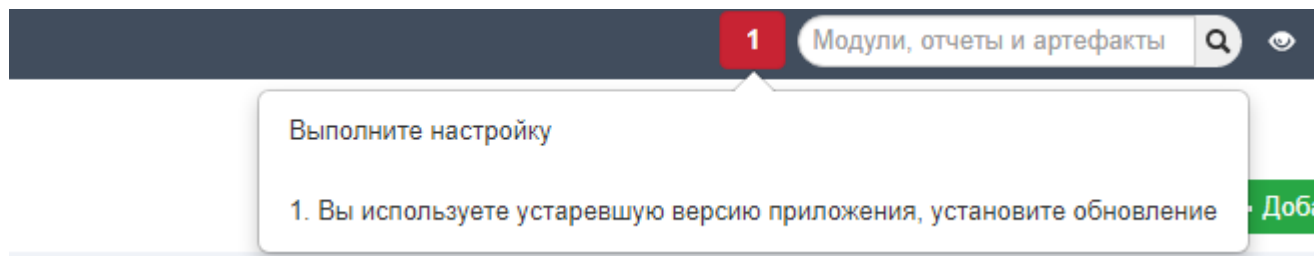 1
Модули, отчеты и артефакты
Выполните настройку
1. Вы используете устаревшую версию приложения, установите обновление